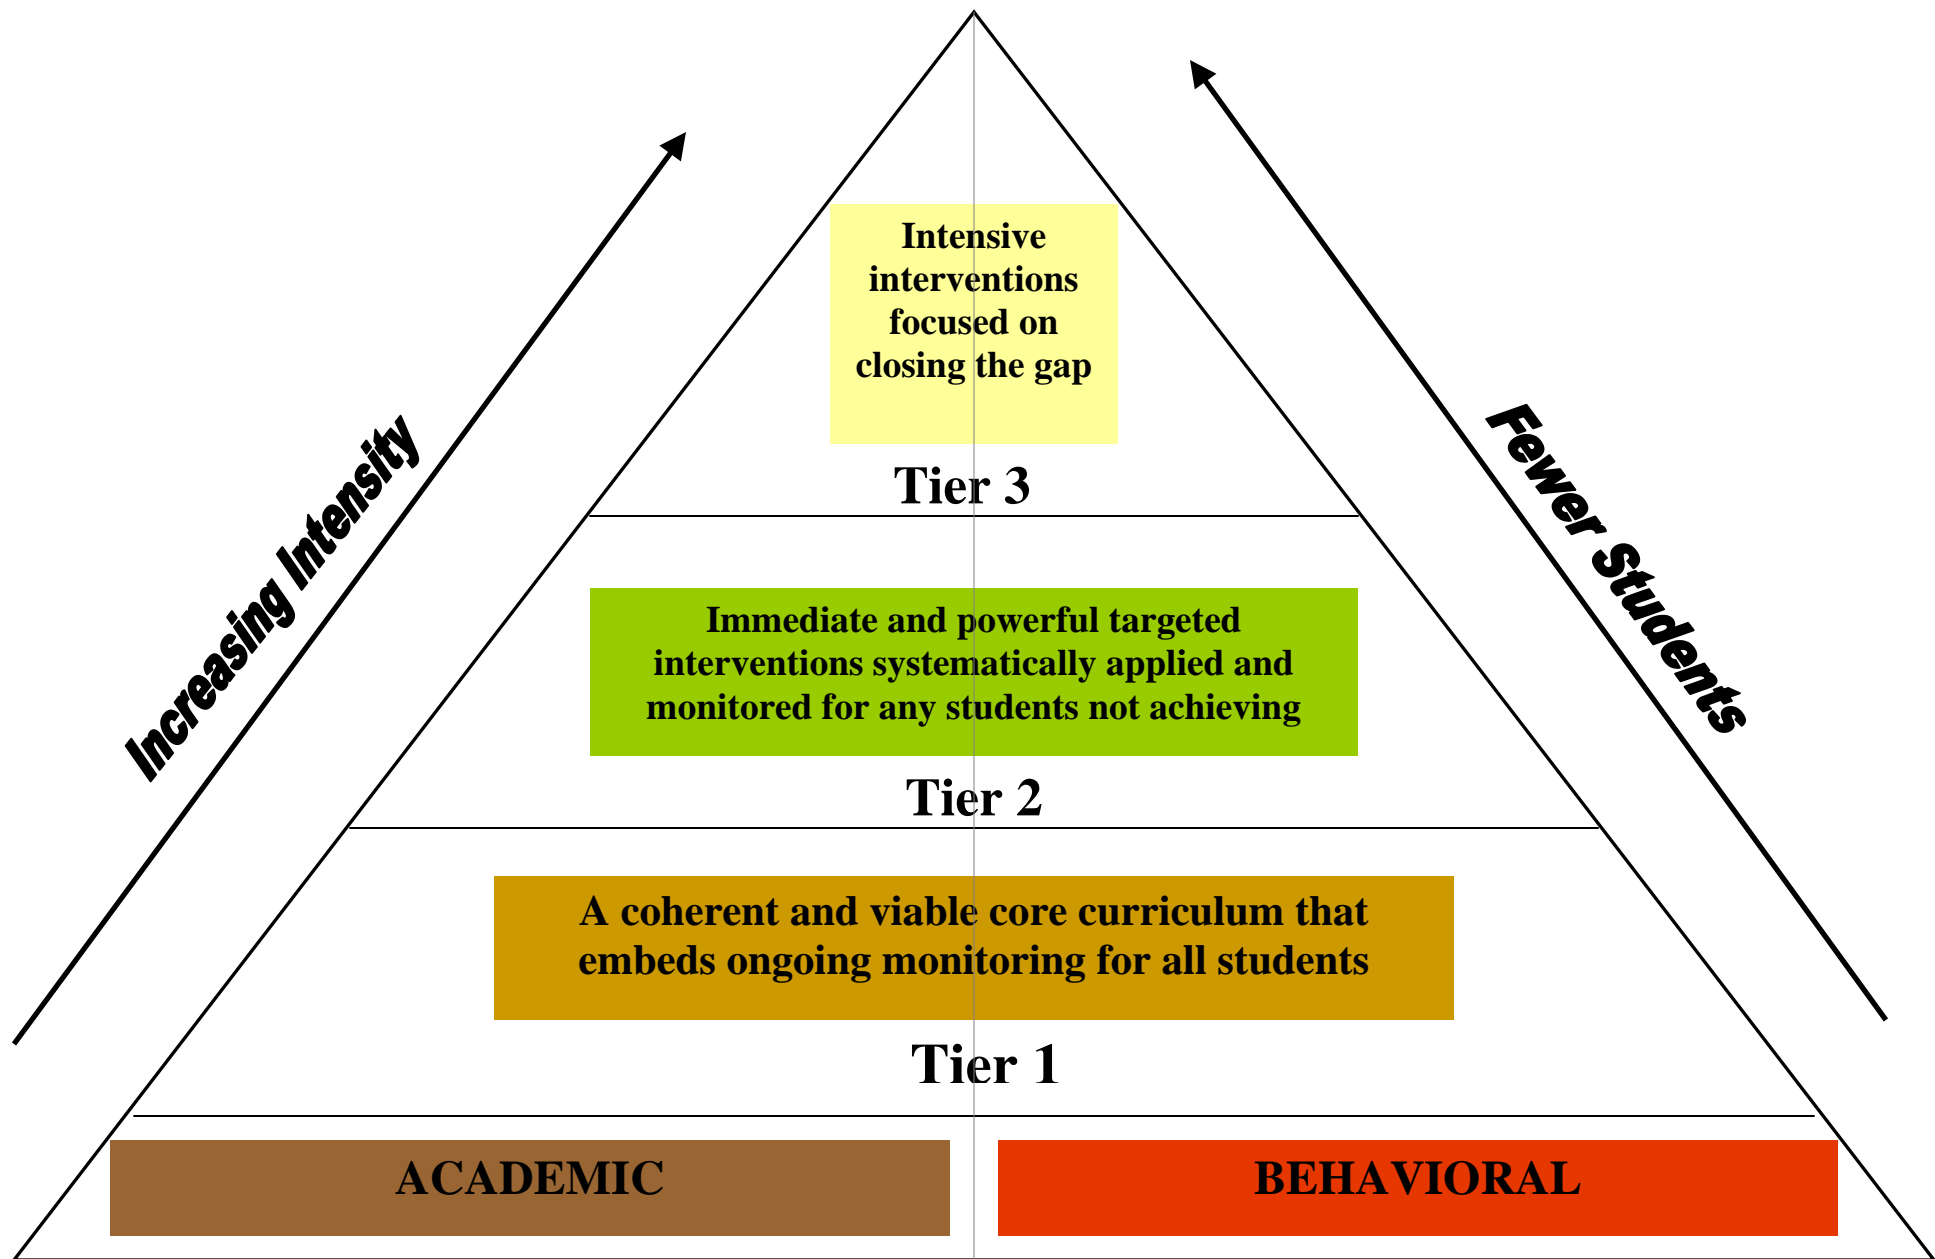 Intensive
interventions
focused on
closing the gap
Tier 3
Increasing Intensity
Fewer Students
Immediate and powerful targeted
interventions systematically applied and
monitored for any students not achieving
Tier 2
A coherent and viable core curriculum that
embeds ongoing monitoring for all students
Tier 1
ACADEMIC
BEHAVIORAL